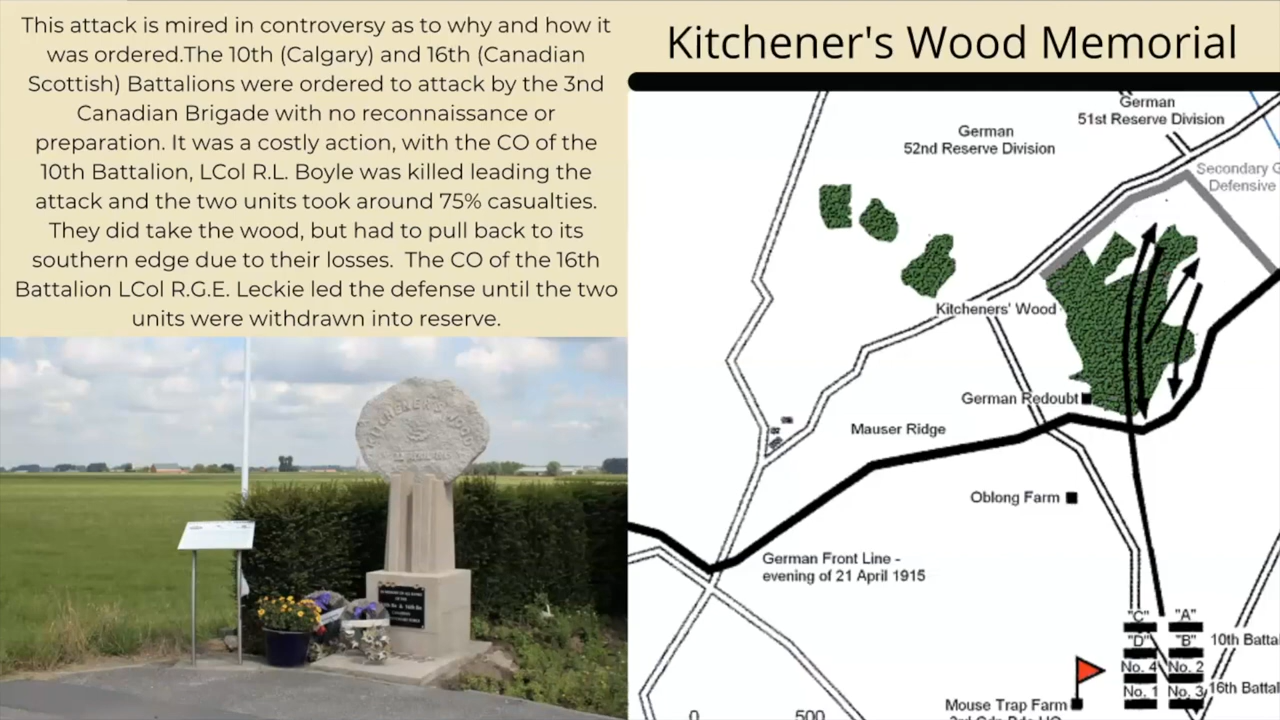 This attack is mired in controversy as to why and how it
was ordered.The 10th (Calgary) and 16th (Canadian
Scottish) Battalions were ordered to attack by the 3nd
Canadian Brigade with no reconnaissance or
preparation. It was a costly action, with the CO of the
10th Battalion, LCol R.L. Boyle was killed leading the
attack and the two units took around 75% casualties.
They did take the wood, but had to pull back to its
southern edge due to their losses. The CO of the 16th
Battalion LCol R.G.E. Leckie led the defense until the two
units were withdrawn into reserve.
KITCHENER'S WOOD
Kitchener's Wood Memorial
German
51st Reserve Division
German
52nd Reserve Division
Secondary G
Defensive
Kitcheners' Wood
German Redoubt
Mauser Ridge
Oblong Farm
German Front Line -
evening of 21 April 1915
"C" "A"
"D" "B" 10th Battal
No. 4 No. 2
No. 1 No. 3 16th Battal
Mouse Trap Farm
0 500